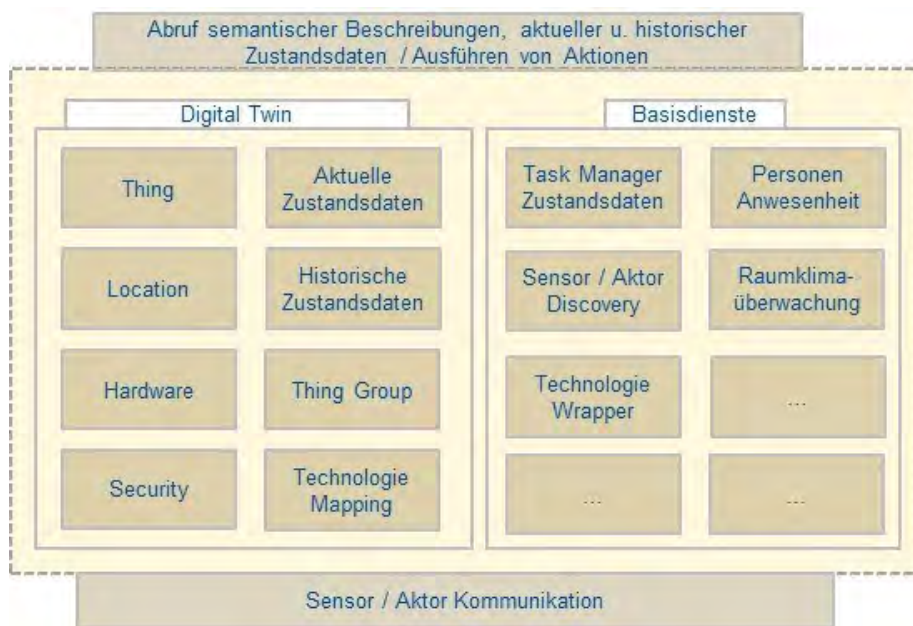 Abruf semantischer Beschreibungen, aktueller u. historischer
Zustandsdaten / Ausführen von Aktionen
Digital Twin
Thing
Aktuelle
Zustandsdaten
Location
Historische
Zustandsdaten
Hardware
Thing Group
Security
Technologie
Mapping
Basisdienste
Task Manager
Zustandsdaten
Personen
Anwesenheit
Sensor / Aktor
Discovery
Raumklima-
überwachung
Technologie
Wrapper
...
...
...
Sensor / Aktor Kommunikation